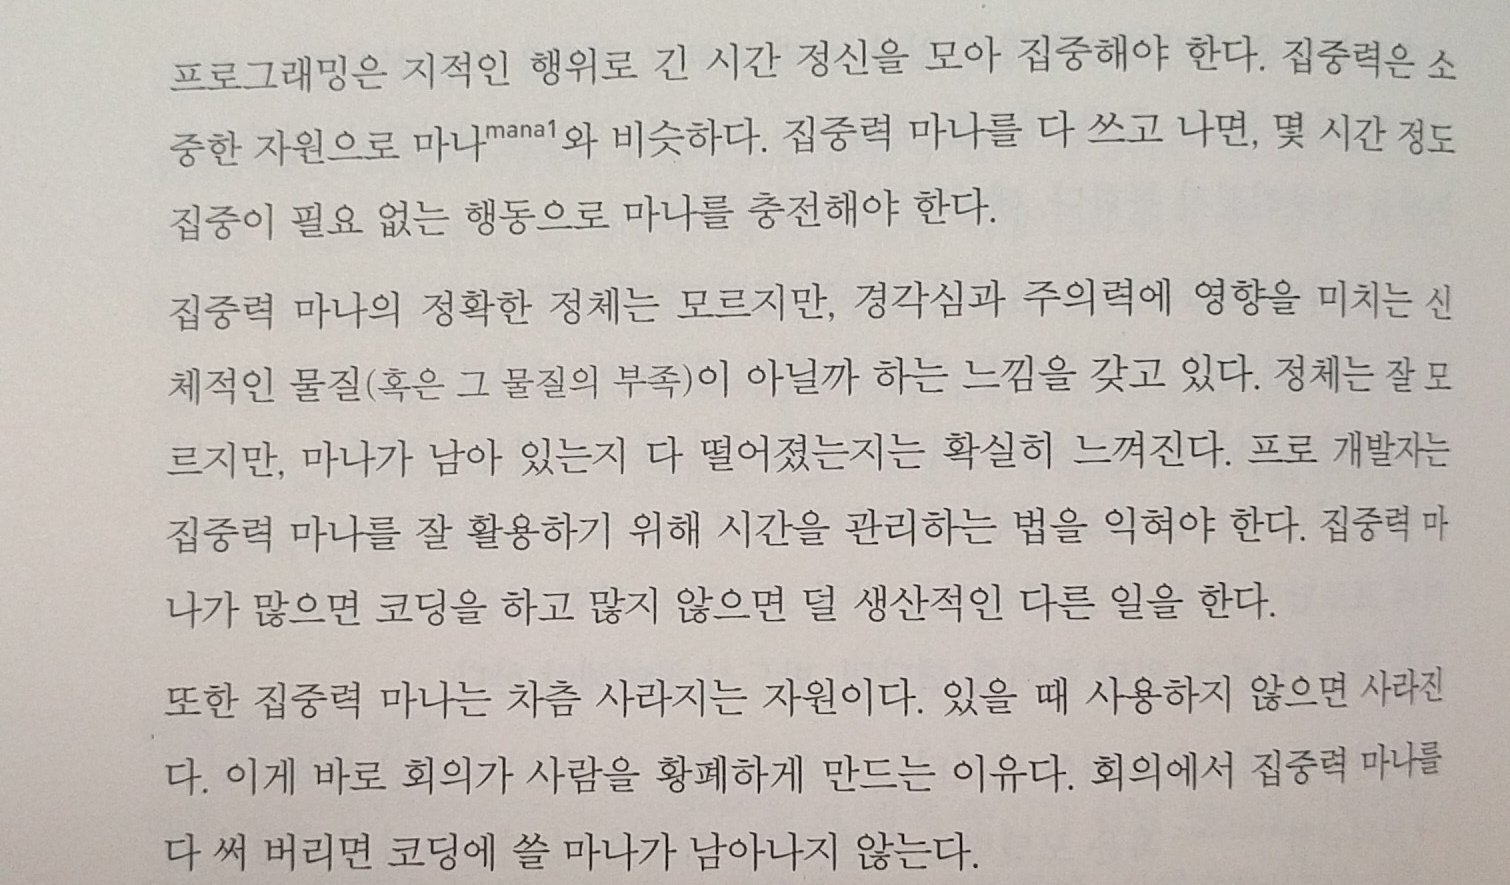 프로그래밍은 지적인 행위로 긴 시간 정신을 모아 집중해야 한다. 집중력은 소
중한 자원으로 마나mana1와 비슷하다. 집중력 마나를 다 쓰고 나면, 몇 시간 정도
집중이 필요 없는 행동으로 마나를 충전해야 한다.
집중력 마나의 정확한 정체는 모르지만, 경각심과 주의력에 영향을 미치는 신
체적인 물질(혹은 그 물질의 부족)이 아닐까 하는 느낌을 갖고 있다. 정체는 잘 모
르지만, 마나가 남아 있는지 다 떨어졌는지는 확실히 느껴진다. 프로 개발자는
집중력 마나를 잘 활용하기 위해 시간을 관리하는 법을 익혀야 한다. 집중력 마
나가 많으면 코딩을 하고 많지 않으면 덜 생산적인 다른 일을 한다.
또한 집중력 마나는 차츰 사라지는 자원이다. 있을 때 사용하지 않으면 사라진
다. 이게 바로 회의가 사람을 황폐하게 만드는 이유다. 회의에서 집중력 마나를
다 써 버리면 코딩에 쓸 마나가 남아나지 않는다.